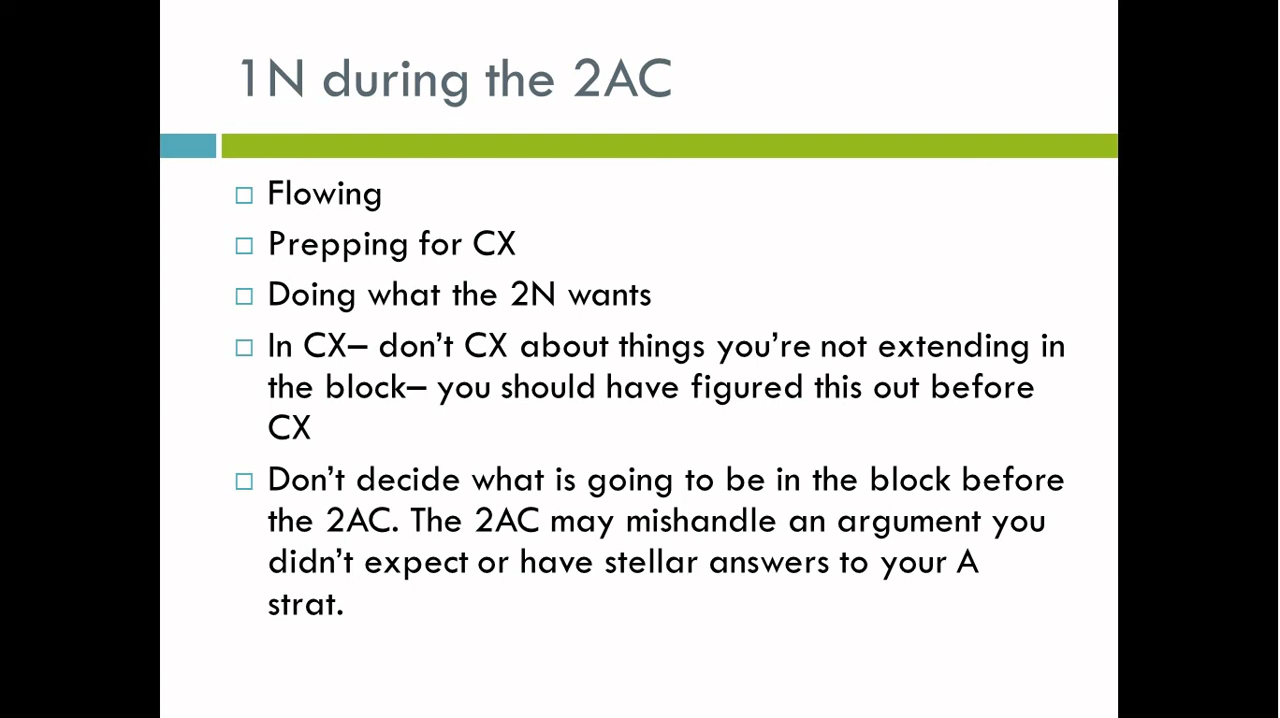 1N during the 2AC
Flowing
Prepping for CX
Doing what the 2N wants
In CX– don’t CX about things you’re not extending in
the block– you should have figured this out before
CX
Don’t decide what is going to be in the block before
the 2AC. The 2AC may mishandle an argument you
didn’t expect or have stellar answers to your A
strat.